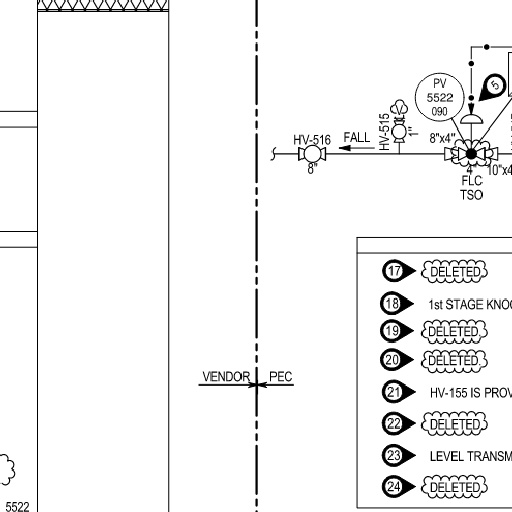 PV
5522
090
5
HV-515
1"
HV-516
8"
FALL
8"x4"
4"
10"x4
FLC
TSO
17 DELETED
18 1st STAGE KNO
19 DELETED
20 DELETED
21 HV-155 IS PROV
22 DELETED
23 LEVEL TRANSM
24 DELETED
VENDOR PEC
5522